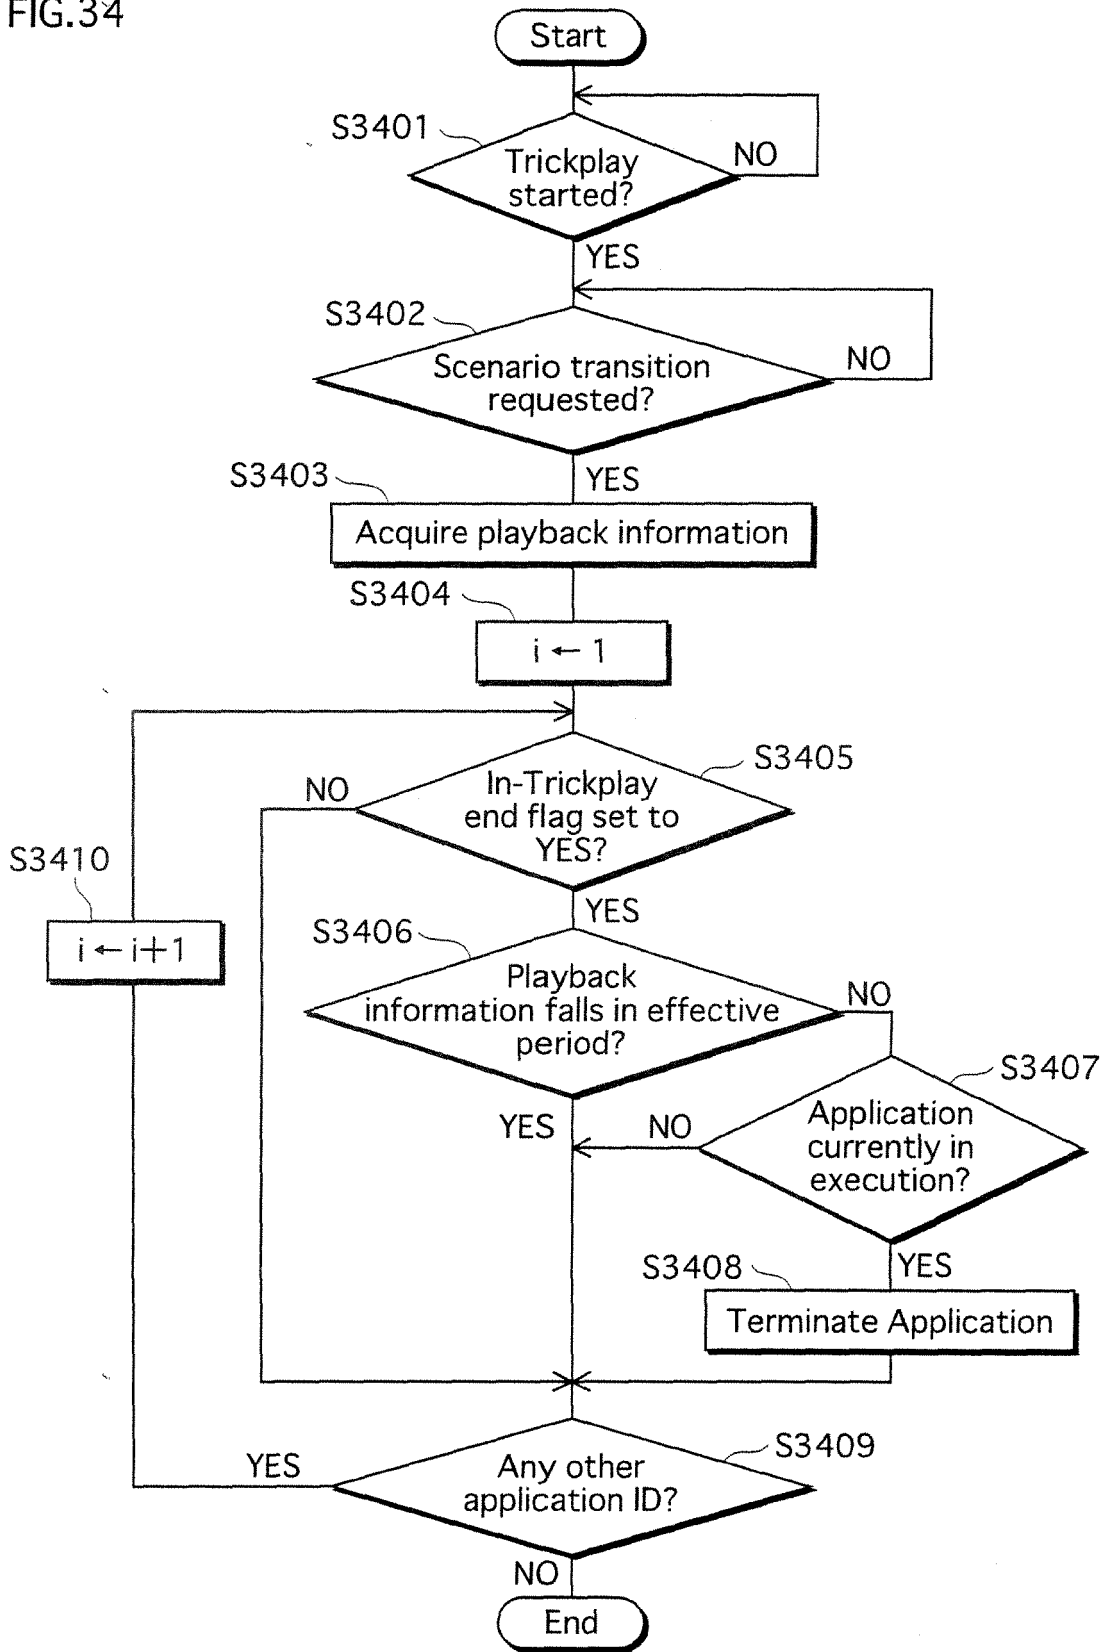 FIG.34
Start
S3401
Trickplay
started?
NO
YES
S3402
Scenario transition
requested?
NO
YES
S3403
Acquire playback information
S3404
i ← 1
S3405
In-Trickplay
end flag set to
YES?
NO
YES
S3410
i ← i+1
S3406
Playback
information falls in effective
period?
NO
YES
S3407
Application
currently in
execution?
NO
YES
S3408
Terminate Application
S3409
Any other
application ID?
YES
NO
End